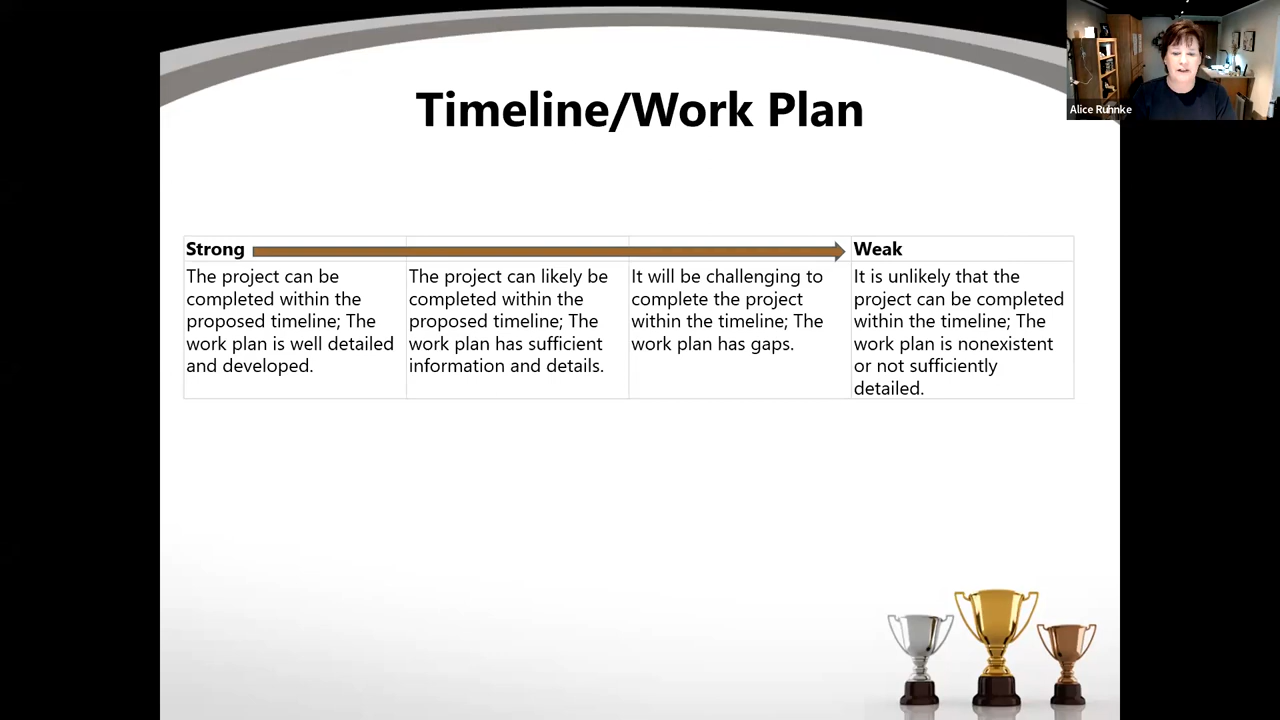 Timeline/Work Plan
Alice Ruhnke
Strong
Weak
The project can be
completed within the
proposed timeline; The
work plan is well detailed
and developed.
The project can likely be
completed within the
proposed timeline; The
work plan has sufficient
information and details.
It will be challenging to
complete the project
within the timeline; The
work plan has gaps.
It is unlikely that the
project can be completed
within the timeline; The
work plan is nonexistent
or not sufficiently
detailed.